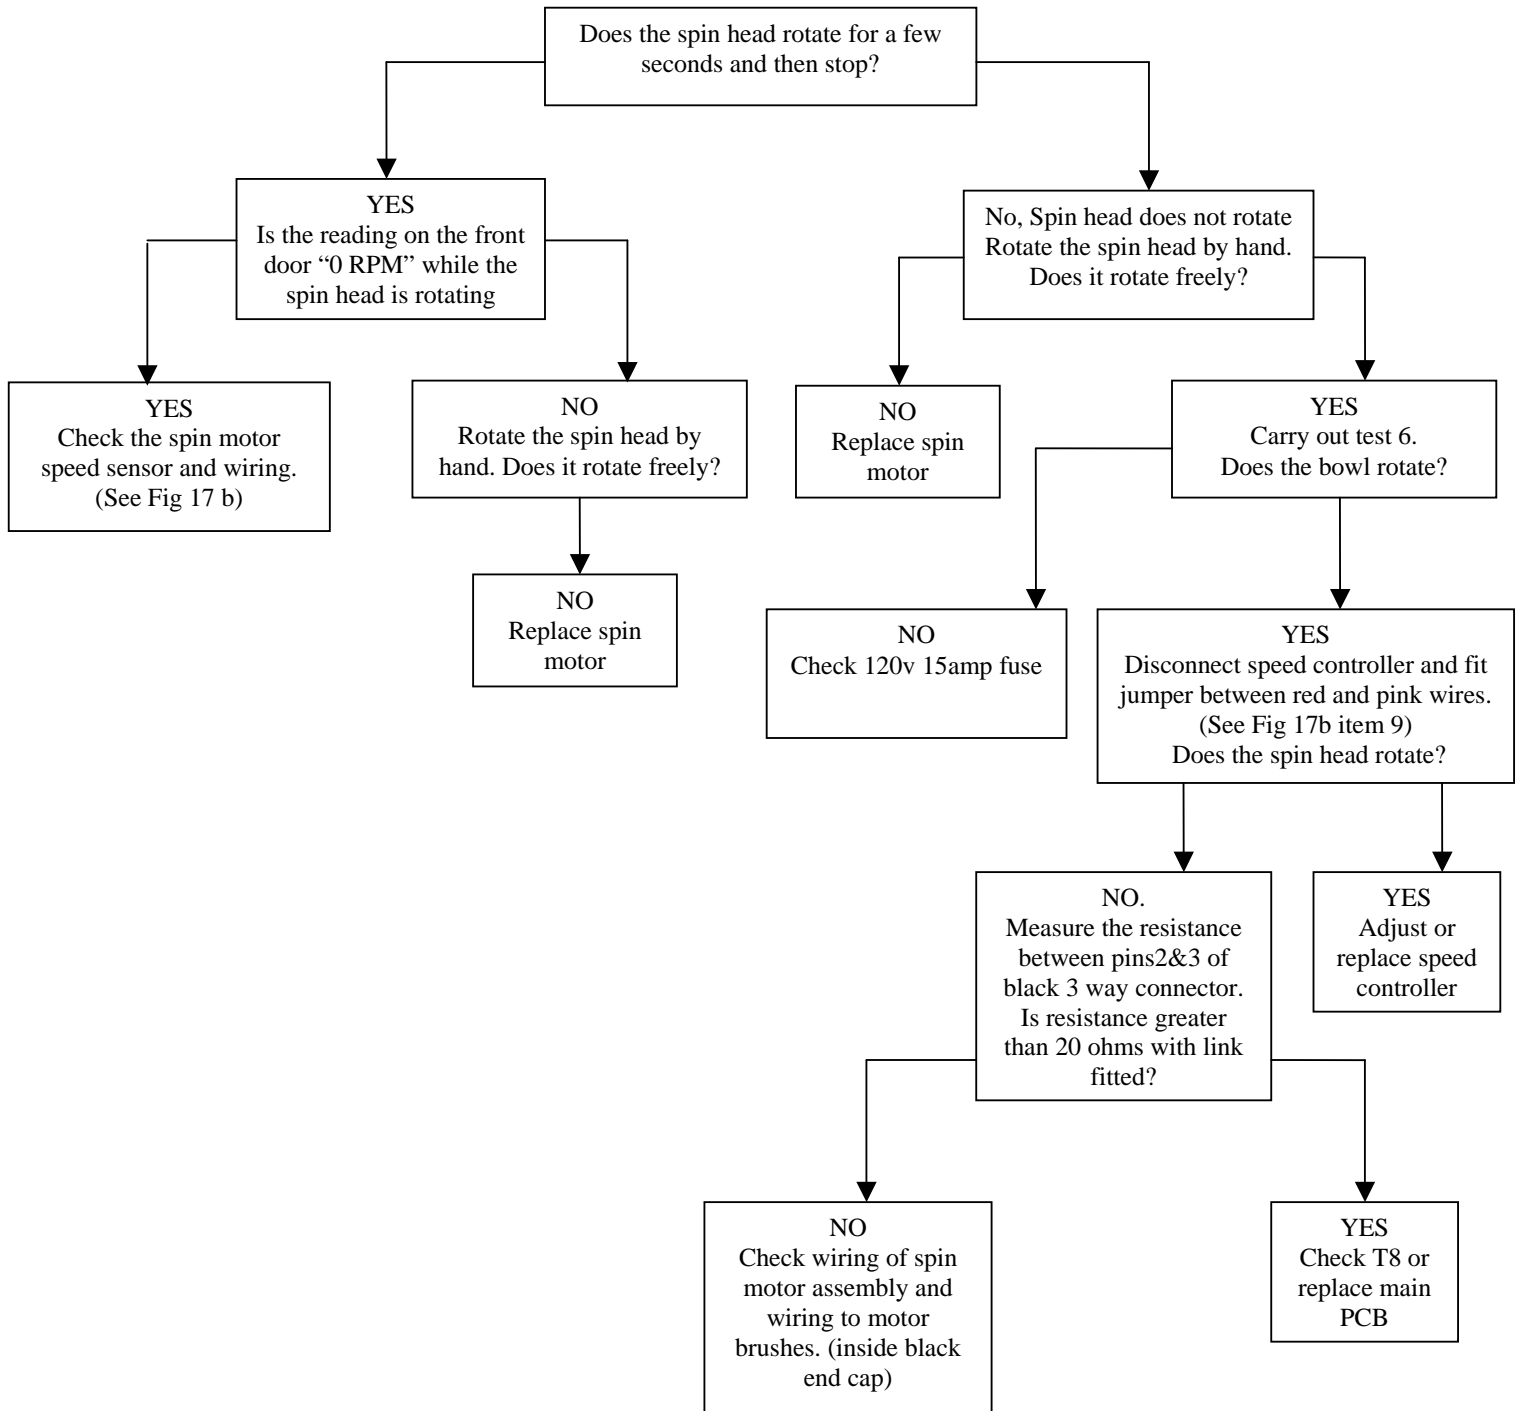 Does the spin head rotate for a few
seconds and then stop?
YES
Is the reading on the front
door “0 RPM” while the
spin head is rotating
No, Spin head does not rotate
Rotate the spin head by hand.
Does it rotate freely?
YES
Check the spin motor
speed sensor and wiring.
(See Fig 17 b)
NO
Rotate the spin head by
hand. Does it rotate freely?
NO
Replace spin
motor
YES
Carry out test 6.
Does the bowl rotate?
NO
Replace spin
motor
NO
Check 120v 15amp fuse
YES
Disconnect speed controller and fit
jumper between red and pink wires.
(See Fig 17b item 9)
Does the spin head rotate?
NO.
Measure the resistance
between pins2&3 of
black 3 way connector.
Is resistance greater
than 20 ohms with link
fitted?
YES
Adjust or
replace speed
controller
NO
Check wiring of spin
motor assembly and
wiring to motor
brushes. (inside black
end cap)
YES
Check T8 or
replace main
PCB